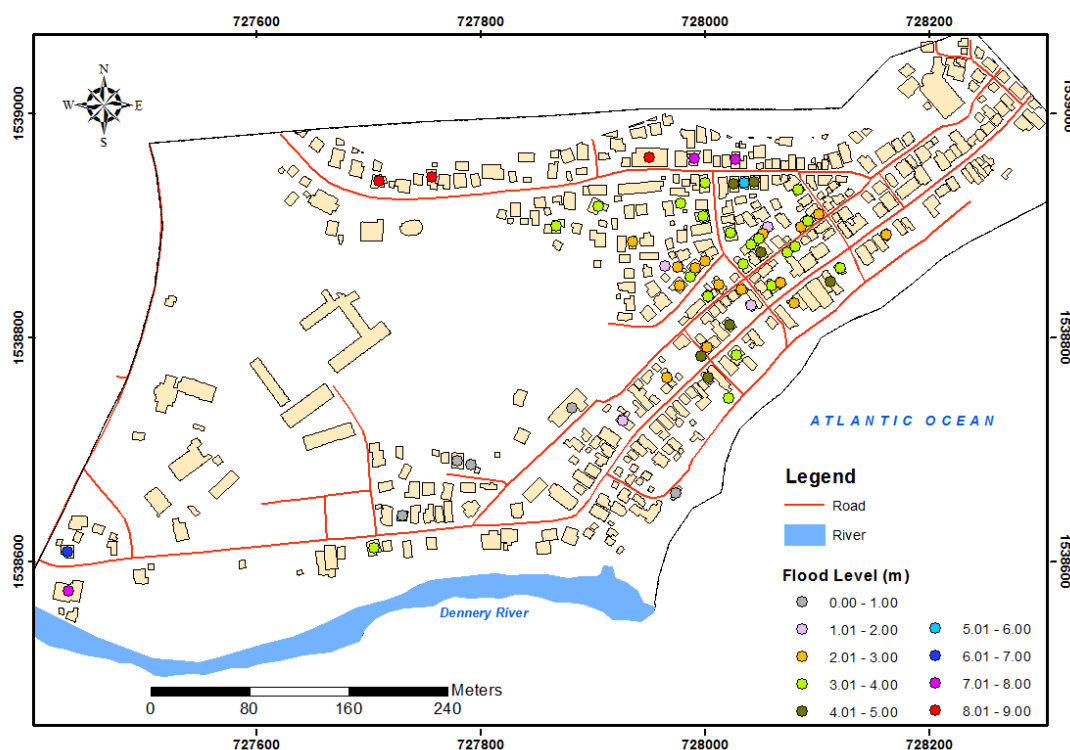 727600 727800 728000 728200
N
W E
S
1539000 1539000
1538800 1538800
ATLANTIC OCEAN
Legend
Road
River
1538600 1538600
Flood Level (m)
0.00 - 1.00
1.01 - 2.00 5.01 - 6.00
2.01 - 3.00 6.01 - 7.00
3.01 - 4.00 7.01 - 8.00
4.01 - 5.00 8.01 - 9.00
Dennery River
Meters
0 80 160 240
727600 727800 728000 728200